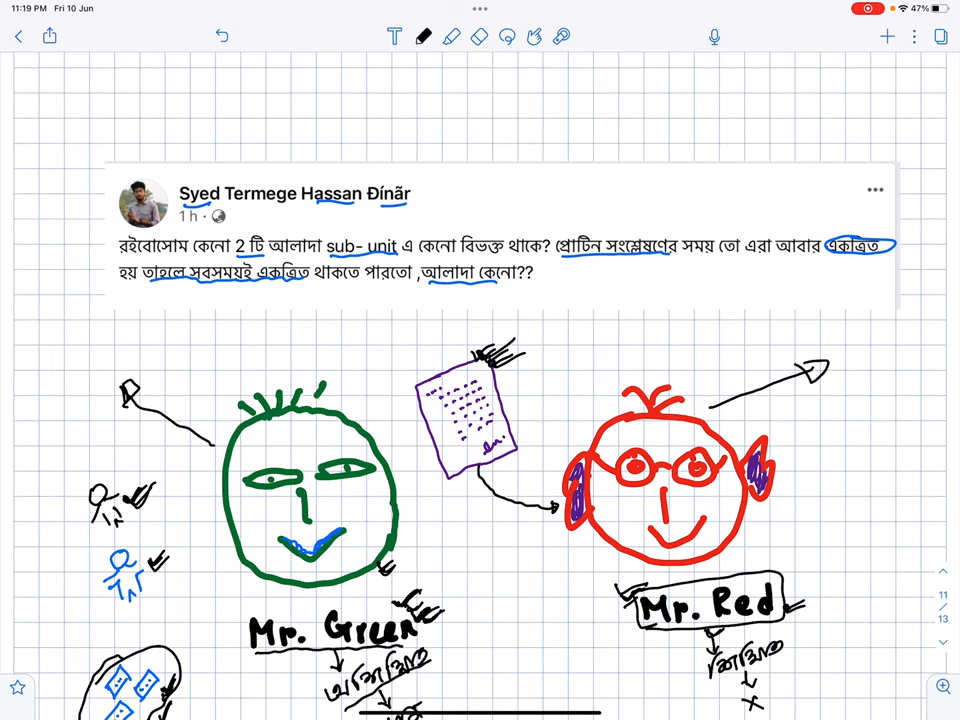 11:19 PM Fri 10 Jun
47%
Syed Termege Hassan Đínãr
1 h
রইবোসোম কেনো 2 টি আলাদা sub- unit এ কেনো বিভক্ত থাকে? প্রোটিন সংশ্লেষণের সময় তো এরা আবার একত্রিত
হয় তাহলে সবসময়ই একত্রিত থাকতে পারতো ,আলাদা কেনো??
Mr. Green
Mr. Red
11
/
13